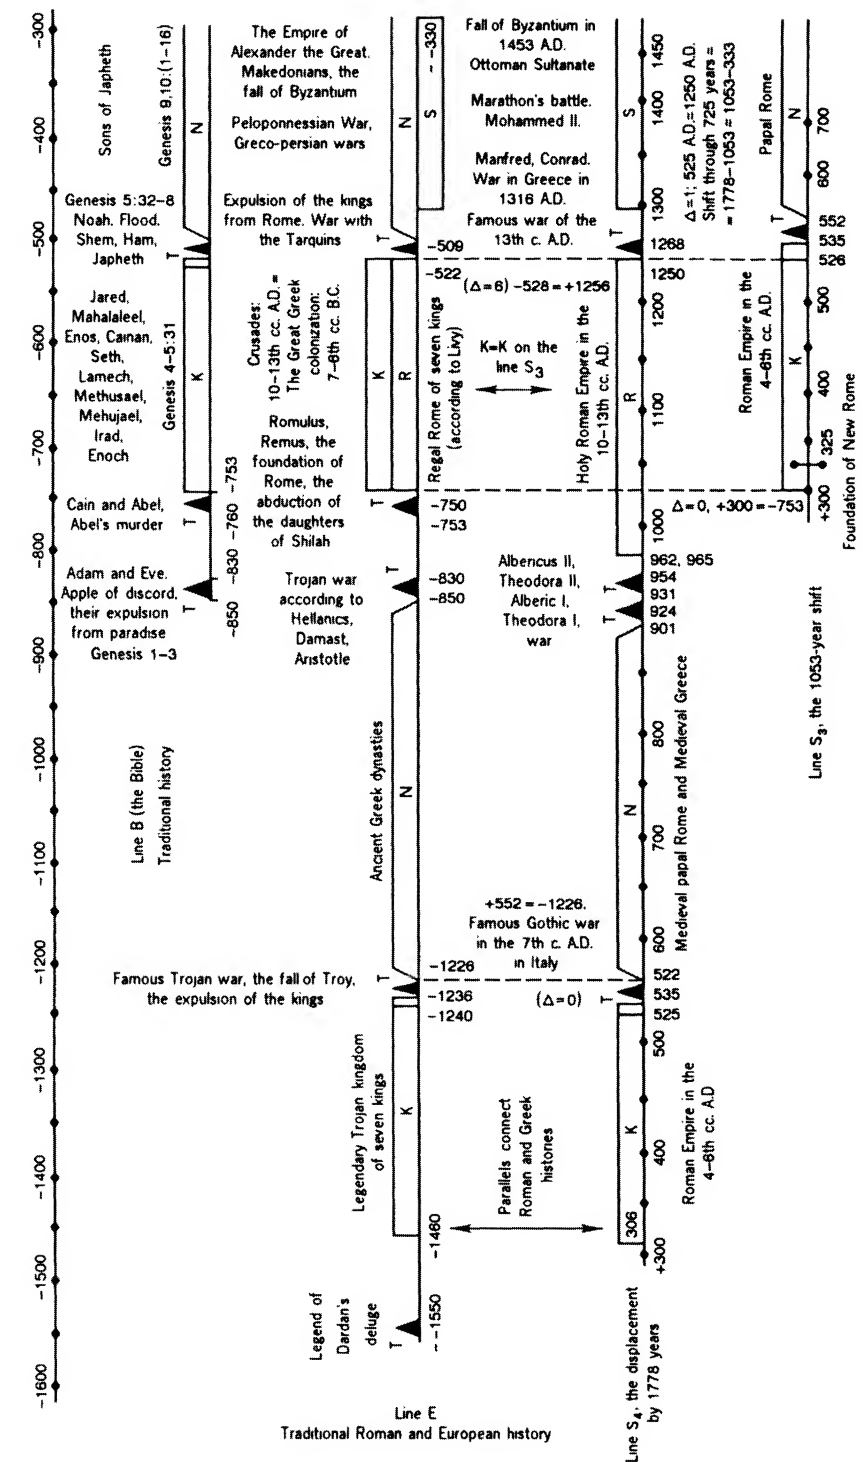 -300
-400
-500
-600
-700
-800
-900
-1000
-1100
-1200
-1300
-1400
-1500
-1600
Sons of Japheth
Genesis 9,10:(1-16)
N
Genesis 5:32-8
Noah. Flood.
Shem, Ham,
Japheth
T
Jared,
Mahalaleel,
Enos, Cainan,
Seth,
Lamech,
Methusael,
Mehujael,
Irad,
Enoch
Genesis 4-5:31
K
Cain and Abel,
Abel's murder
T
-760 -753
Adam and Eve.
Apple of discord,
their expulsion
from paradise
Genesis 1-3
T
-850 -830
Line B (the Bible)
Traditional history
The Empire of
Alexander the Great.
Makedonians, the
fall of Byzantium
Peloponnessian War,
Greco-persian wars
N
S
~ -330
Expulsion of the kings
from Rome. War with
the Tarquins
T
-509
-522
Crusades:
10-13th cc. A.D. =
The Great Greek
colonization:
7-6th cc. B.C.
K
R
Regal Rome of seven kings
(according to Livy)
Romulus,
Remus, the
foundation of
Rome, the
abduction of
the daughters
of Shilah
T
-750
-753
Trojan war
according to
Hellanics,
Damast,
Aristotle
T
-830
-850
Ancient Greek dynasties
N
Famous Trojan war, the fall of Troy,
the expulsion of the kings
T
-1226
-1236
-1240
Legendary Trojan kingdom
of seven kings
K
-1460
Legend of
Dardan's
deluge
T
~ -1550
Line E
Traditional Roman and European history
Fall of Byzantium in
1453 A.D.
Ottoman Sultanate
Marathon's battle.
Mohammed II.
Manfred, Conrad.
War in Greece in
1316 A.D.
Famous war of the
13th c. A.D.
S
1450
1400
1300
T
1268
1250
(Δ=6) -528=+1256
K=K on the
line S3
Holy Roman Empire in the
10-13th cc. A.D.
R
1200
1100
1000
Albericus II,
Theodora II,
Alberic I,
Theodora I,
war
T
T
962, 965
954
931
924
901
800
700
600
N
Medieval papal Rome and Medieval Greece
+552=-1226.
Famous Gothic war
in the 7th c. A.D.
in Italy
(Δ=0)
T
522
535
525
500
400
+300
K
306
Roman Empire in the
4-6th cc. A.D
Parallels connect
Roman and Greek
histories
Line S4, the displacement
by 1778 years
Δ=1; 525 A.D.=1250 A.D.
Shift through 725 years =
= 1778-1053 = 1053-333
Papal Rome
N
700
600
T
552
535
526
500
400
325
+300
Roman Empire in the
4-6th cc. A.D.
K
Δ=0, +300=-753
Foundation of New Rome
Line S3, the 1053-year shift